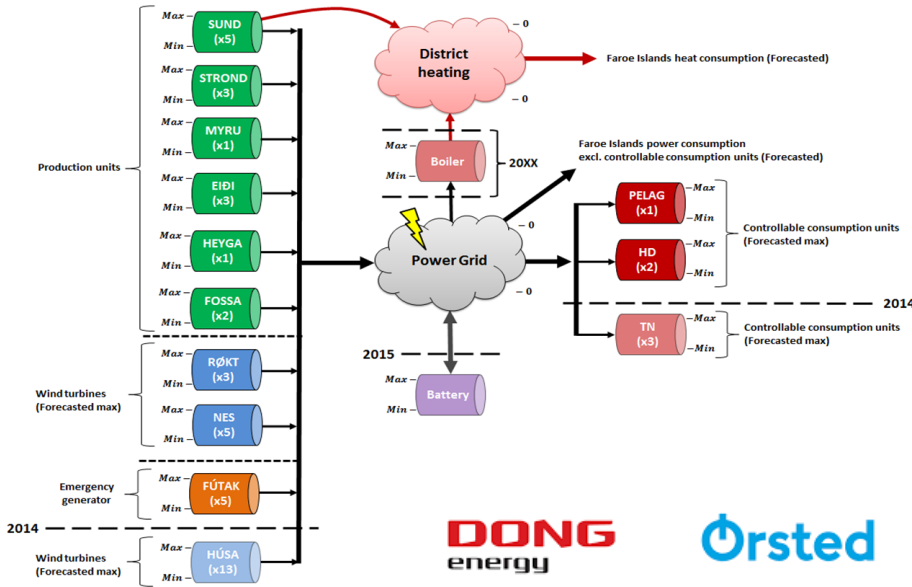 Max –
SUND
(x5)
Min –
Max –
STROND
(x3)
Min –
Max –
MYRU
(x1)
Min –
Production units
Max –
EIÐI
(x3)
Min –
Max –
HEYGA
(x1)
Min –
Max –
FOSSA
(x2)
Min –
Max –
RØKT
(x3)
Min –
Wind turbines
(Forecasted max)
Max –
NES
(x5)
Min –
Emergency
generator
Max –
FÚTAK
(x5)
Min –
2014
Wind turbines
(Forecasted max)
Max –
HÚSA
(x13)
Min –
– 0
District
heating
– 0
Faroe Islands heat consumption (Forecasted)
Max –
Boiler
Min –
20XX
Faroe Islands power consumption
excl. controllable consumption units (Forecasted)
– 0
Power Grid
– 0
PELAG
(x1)
–Max
–Min
HD
(x2)
–Max
–Min
Controllable consumption units
(Forecasted max)
2014
TN
(x3)
–Max
–Min
Controllable consumption units
(Forecasted max)
2015
Max –
Battery
Min –
DONG
energy
Ørsted